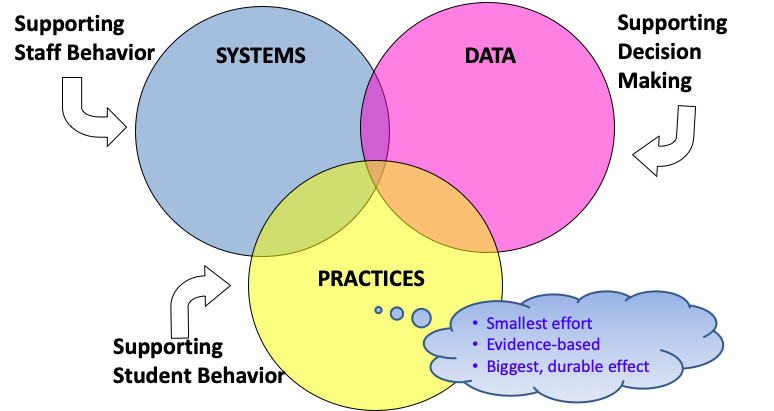 Supporting
Staff Behavior
SYSTEMS
DATA
Supporting
Decision
Making
PRACTICES
• Smallest effort
• Evidence-based
• Biggest, durable effect
Supporting
Student Behavior